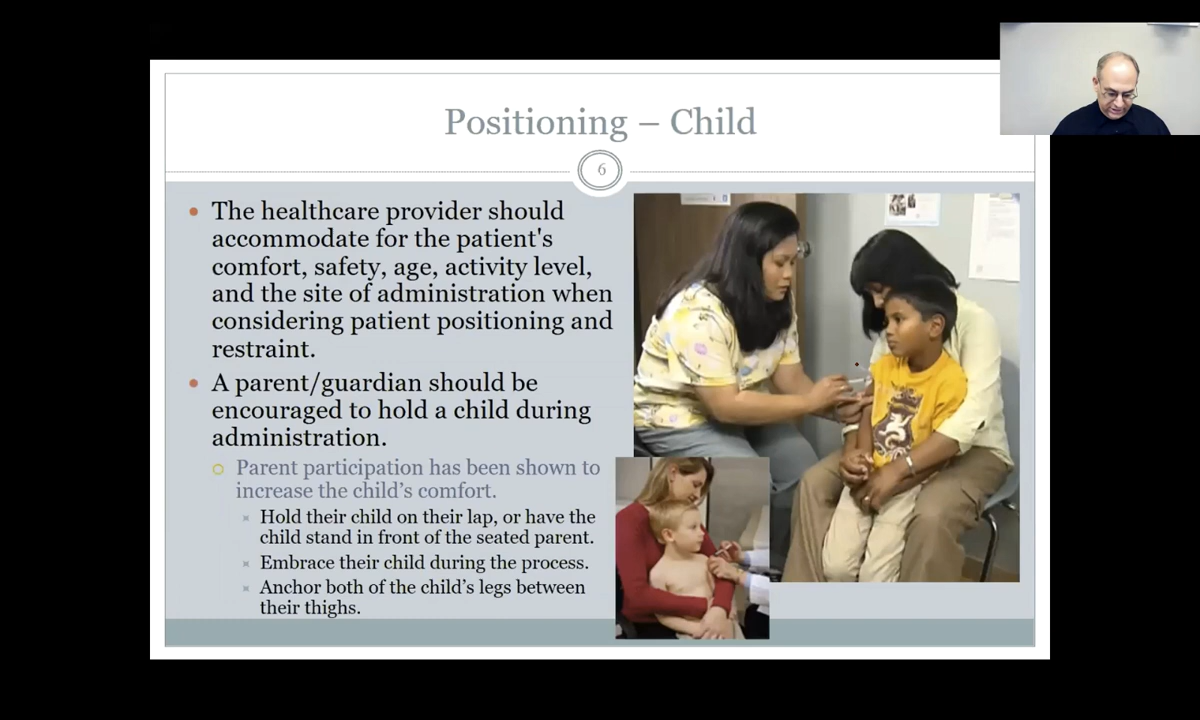 Positioning – Child
6
The healthcare provider should
accommodate for the patient's
comfort, safety, age, activity level,
and the site of administration when
considering patient positioning and
restraint.
A parent/guardian should be
encouraged to hold a child during
administration.
Parent participation has been shown to
increase the child's comfort.
Hold their child on their lap, or have the
child stand in front of the seated parent.
Embrace their child during the process.
Anchor both of the child's legs between
their thighs.